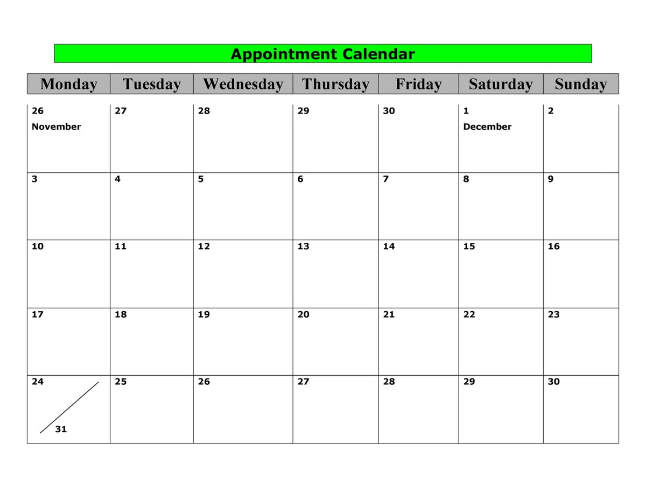 Appointment Calendar
Monday Tuesday Wednesday Thursday Friday Saturday Sunday
26 27 28 29 30 1 2
November December
3 4 5 6 7 8 9
10 11 12 13 14 15 16
17 18 19 20 21 22 23
24 25 26 27 28 29 30
31